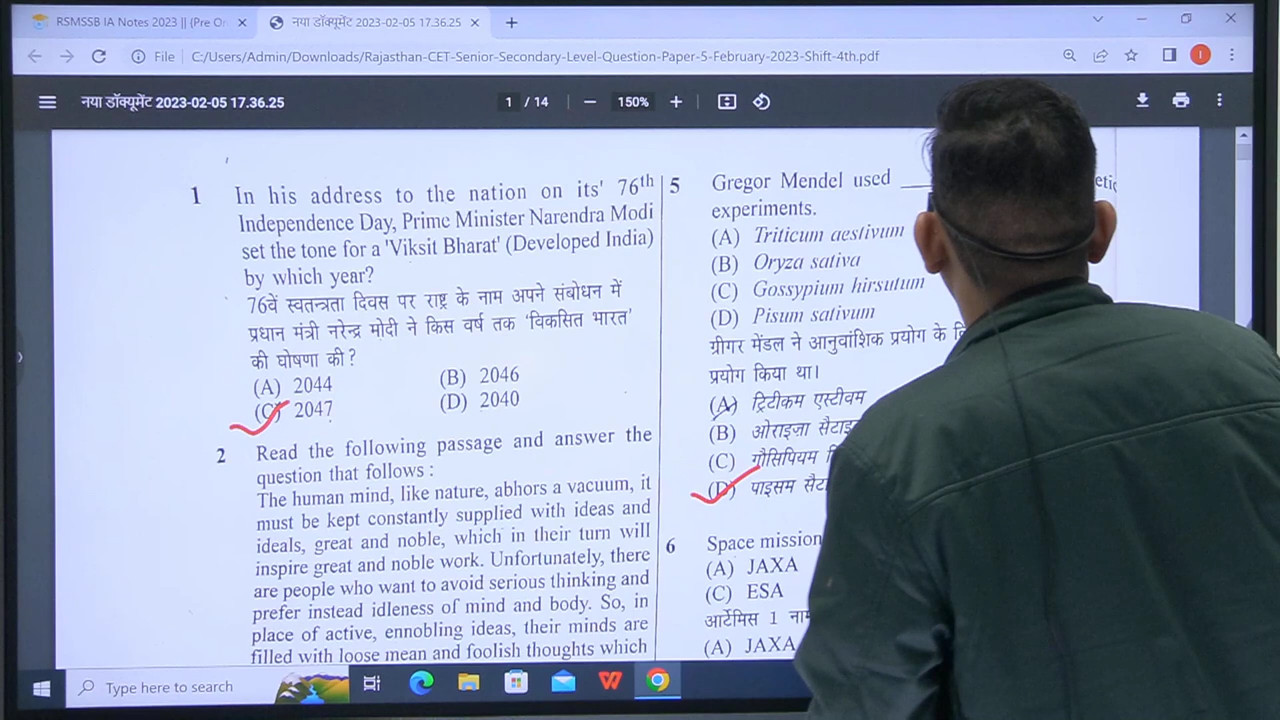 RSMSSB IA Notes 2023 || (Pre On
नया डॉक्यूमेंट 2023-02-05 17.36.25
File
C:/Users/Admin/Downloads/Rajasthan-CET-Senior-Secondary-Level-Question-Paper-5-February-2023-Shift-4th.pdf
I
नया डॉक्यूमेंट 2023-02-05 17.36.25
1 / 14
150%
1 In his address to the nation on its' 76th
Independence Day, Prime Minister Narendra Modi
set the tone for a 'Viksit Bharat' (Developed India)
by which year?
76वें स्वतन्त्रता दिवस पर राष्ट्र के नाम अपने संबोधन में
प्रधान मंत्री नरेन्द्र मोदी ने किस वर्ष तक 'विकसित भारत'
की घोषणा की ?
(A) 2044 (B) 2046
(C) 2047 (D) 2040
2 Read the following passage and answer the
question that follows :
The human mind, like nature, abhors a vacuum, it
must be kept constantly supplied with ideas and
ideals, great and noble, which in their turn will
inspire great and noble work. Unfortunately, there
are people who want to avoid serious thinking and
prefer instead idleness of mind and body. So, in
place of active, ennobling ideas, their minds are
filled with loose mean and foolish thoughts which
5 Gregor Mendel used ___
experiments.
(A) Triticum aestivum
(B) Oryza sativa
(C) Gossypium hirsutum
(D) Pisum sativum
ग्रीगर मेंडल ने आनुवांशिक प्रयोग के
प्रयोग किया था।
(A) ट्रिटीकम एस्टीवम
(B) ओराइज़ा
(C) गौसिपियम
(D) पाइसम
6 Space mission
(A) JAXA
(C) ESA
आर्टेमिस 1
(A) JAXA
Type here to search